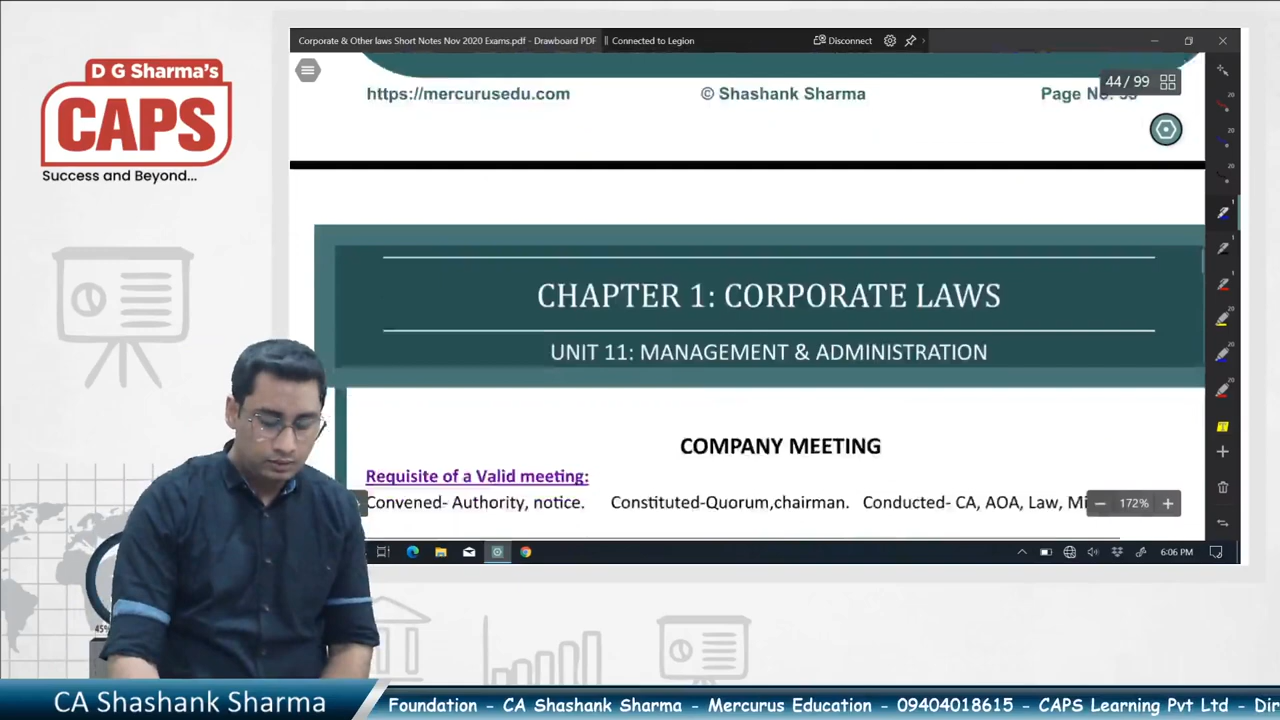 D G Sharma's
CAPS
Success and Beyond...
Corporate & Other laws Short Notes Nov 2020 Exams.pdf - Drawboard PDF
Connected to Legion
Disconnect
https://mercurusedu.com
© Shashank Sharma
Page No.
44 / 99
CHAPTER 1: CORPORATE LAWS
UNIT 11: MANAGEMENT & ADMINISTRATION
COMPANY MEETING
Requisite of a Valid meeting:
Convened- Authority, notice. Constituted-Quorum,chairman. Conducted- CA, AOA, Law, Mi
172%
6:06 PM
45%
CA Shashank Sharma
Foundation - CA Shashank Sharma - Mercurus Education - 09404018615 - CAPS Learning Pvt Ltd - Dir